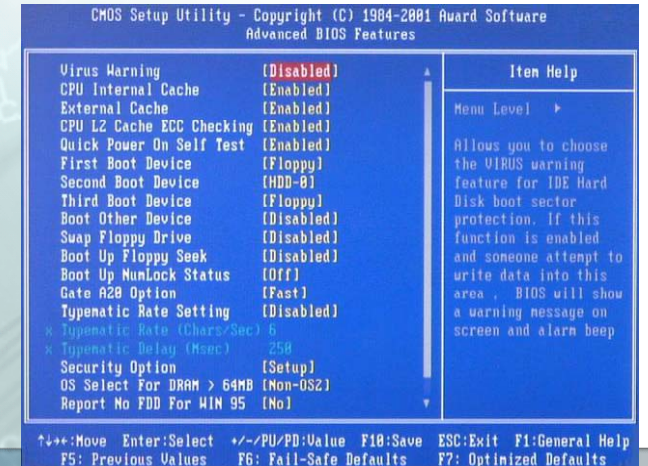 CMOS Setup Utility - Copyright (C) 1984-2001 Award Software
Advanced BIOS Features
Virus Warning [Disabled]
CPU Internal Cache [Enabled]
External Cache [Enabled]
CPU L2 Cache ECC Checking [Enabled]
Quick Power On Self Test [Enabled]
First Boot Device [Floppy]
Second Boot Device [HDD-0]
Third Boot Device [Floppy]
Boot Other Device [Disabled]
Swap Floppy Drive [Disabled]
Boot Up Floppy Seek [Disabled]
Boot Up NumLock Status [Off]
Gate A20 Option [Fast]
Typematic Rate Setting [Disabled]
x Typematic Rate (Chars/Sec) 6
x Typematic Delay (Msec) 250
Security Option [Setup]
OS Select For DRAM > 64MB [Non-OS2]
Report No FDD For WIN 95 [No]
Item Help
Menu Level ▸
Allows you to choose
the VIRUS warning
feature for IDE Hard
Disk boot sector
protection. If this
function is enabled
and someone attempt to
write data into this
area , BIOS will show
a warning message on
screen and alarm beep
↑↓→←:Move Enter:Select +/-/PU/PD:Value F10:Save ESC:Exit F1:General Help
F5: Previous Values F6: Fail-Safe Defaults F7: Optimized Defaults